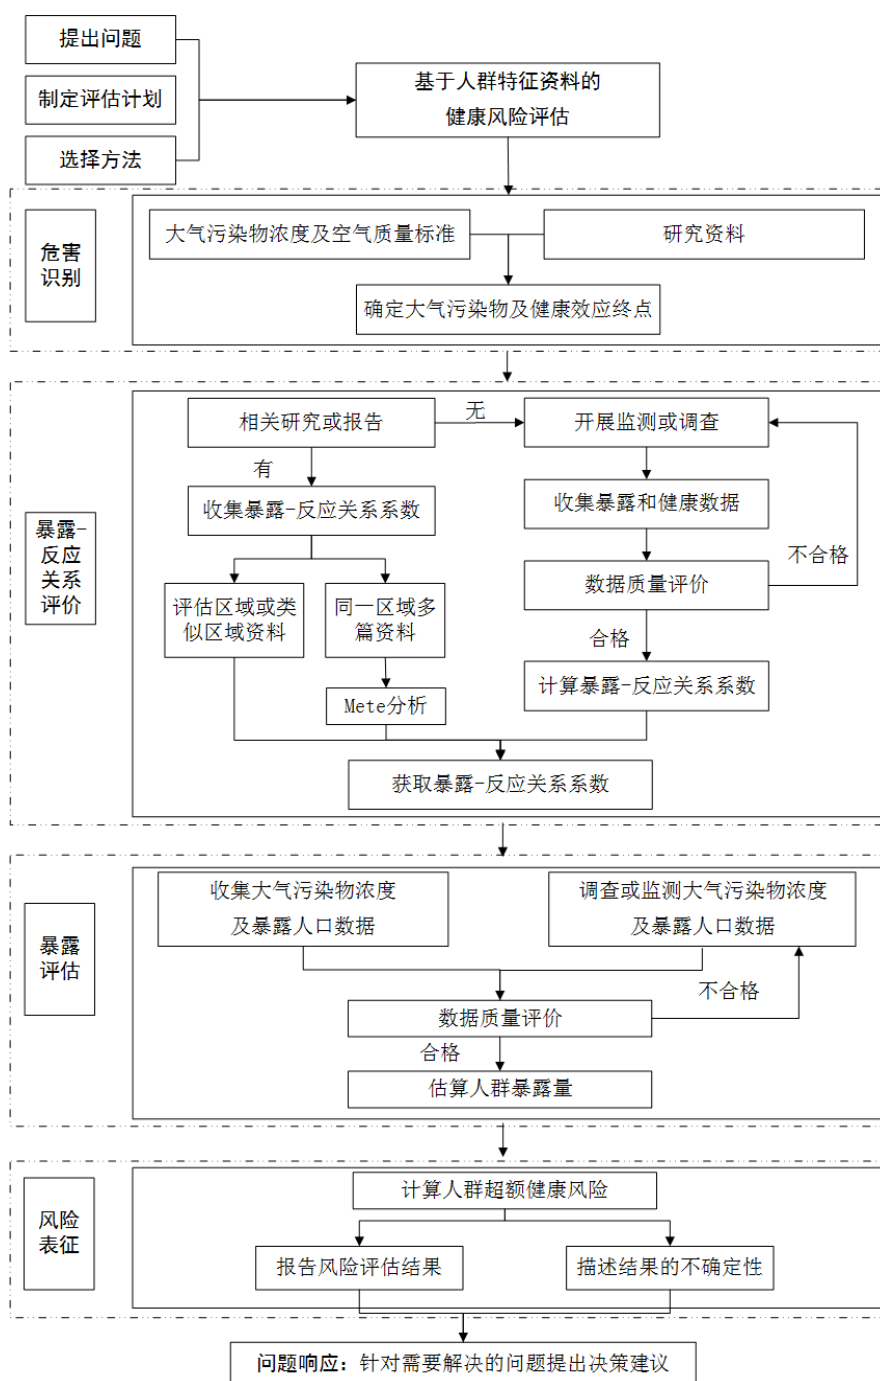 提出问题
制定评估计划
选择方法
基于人群特征资料的
健康风险评估
危害
识别
大气污染物浓度及空气质量标准
研究资料
确定大气污染物及健康效应终点
暴露-
反应
关系
评价
相关研究或报告
无
开展监测或调查
有
收集暴露-反应关系系数
收集暴露和健康数据
不合格
评估区域或类
似区域资料
同一区域多
篇资料
数据质量评价
合格
Mete分析
计算暴露-反应关系系数
获取暴露-反应关系系数
暴露
评估
收集大气污染物浓度
及暴露人口数据
调查或监测大气污染物浓度
及暴露人口数据
不合格
数据质量评价
合格
估算人群暴露量
风险
表征
计算人群超额健康风险
报告风险评估结果
描述结果的不确定性
问题响应：针对需要解决的问题提出决策建议